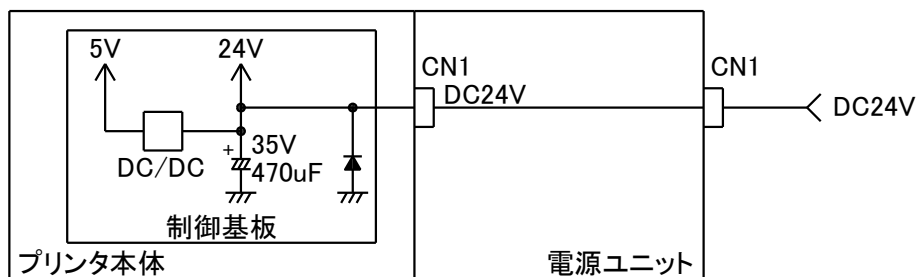 5V
24V
CN1
CN1
DC24V
DC24V
+
35V
DC/DC
470uF
制御基板
プリンタ本体
電源ユニット